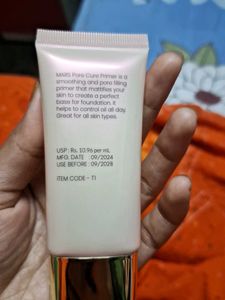 MARS Pore Cure Primer is a
smoothing and pore filling
primer that mattifies your
skin to create a perfect
base for foundation. It
helps to control oil all day.
Great for all skin types.
USP : Rs. 10.96 per mL
MFG. DATE : 09/2024
USE BEFORE : 09/2028
ITEM CODE - T1